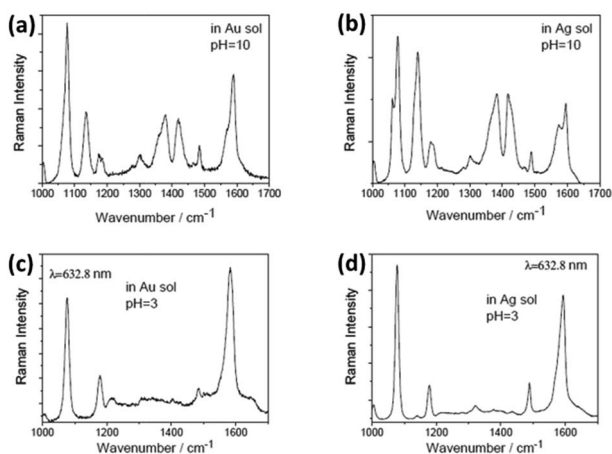 (a)
in Au sol
pH=10
Raman Intensity
1000 1100 1200 1300 1400 1500 1600 1700
Wavenumber / cm-1
(b)
in Ag sol
pH=10
Raman Intensity
1000 1100 1200 1300 1400 1500 1600 1700
Wavenumber / cm-1
(c)
λ=632.8 nm
in Au sol
pH=3
Raman Intensity
1000 1200 1400 1600
Wavenumber / cm-1
(d)
λ=632.8 nm
in Ag sol
pH=3
Raman Intensity
1000 1200 1400 1600
Wavenumber / cm-1